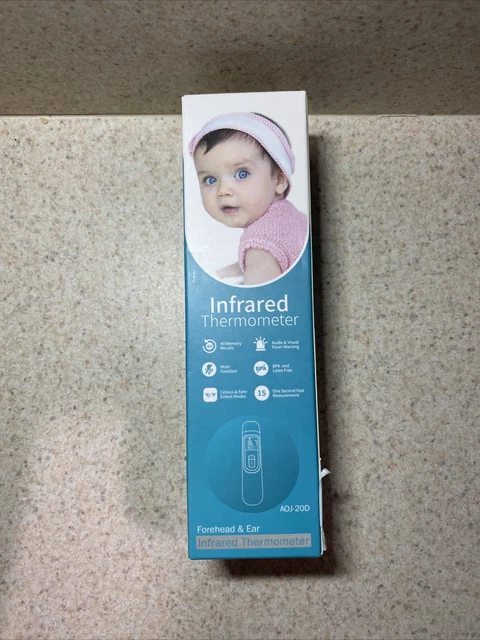 Infrared
Thermometer
40 Memory
Recalls
Audio & Visual
Fever Warning
Mute
Function
BPA
BPA and
Latex Free
°C/°F
Celsius & Fahr-
Enheit Modes
1S
One Second Fast
Measurement
AOJ-20D
Forehead & Ear
Infrared Thermometer